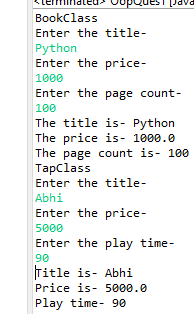 <terminated> OopQues1 [Java
BookClass
Enter the title-
Python
Enter the price-
1000
Enter the page count-
100
The title is- Python
The price is- 1000.0
The page count is- 100
TapClass
Enter the title-
Abhi
Enter the price-
5000
Enter the play time-
90
Title is- Abhi
Price is- 5000.0
Play time- 90